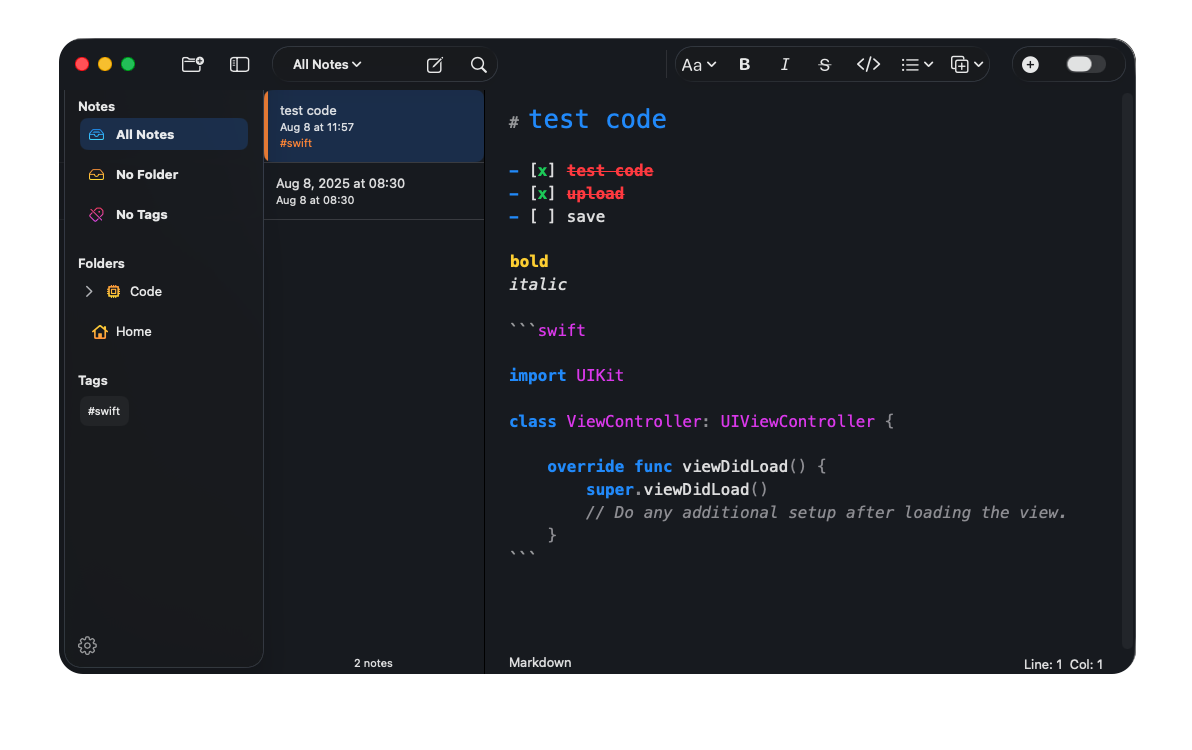 All Notes
Aa B I S </>
Notes
All Notes
No Folder
No Tags
Folders
Code
Home
Tags
#swift
test code
Aug 8 at 11:57
#swift
Aug 8, 2025 at 08:30
Aug 8 at 08:30
2 notes
# test code
- [x] test code
- [x] upload
- [ ] save
bold
italic
```swift
import UIKit
class ViewController: UIViewController {
override func viewDidLoad() {
super.viewDidLoad()
// Do any additional setup after loading the view.
}
```
Markdown
Line: 1 Col: 1